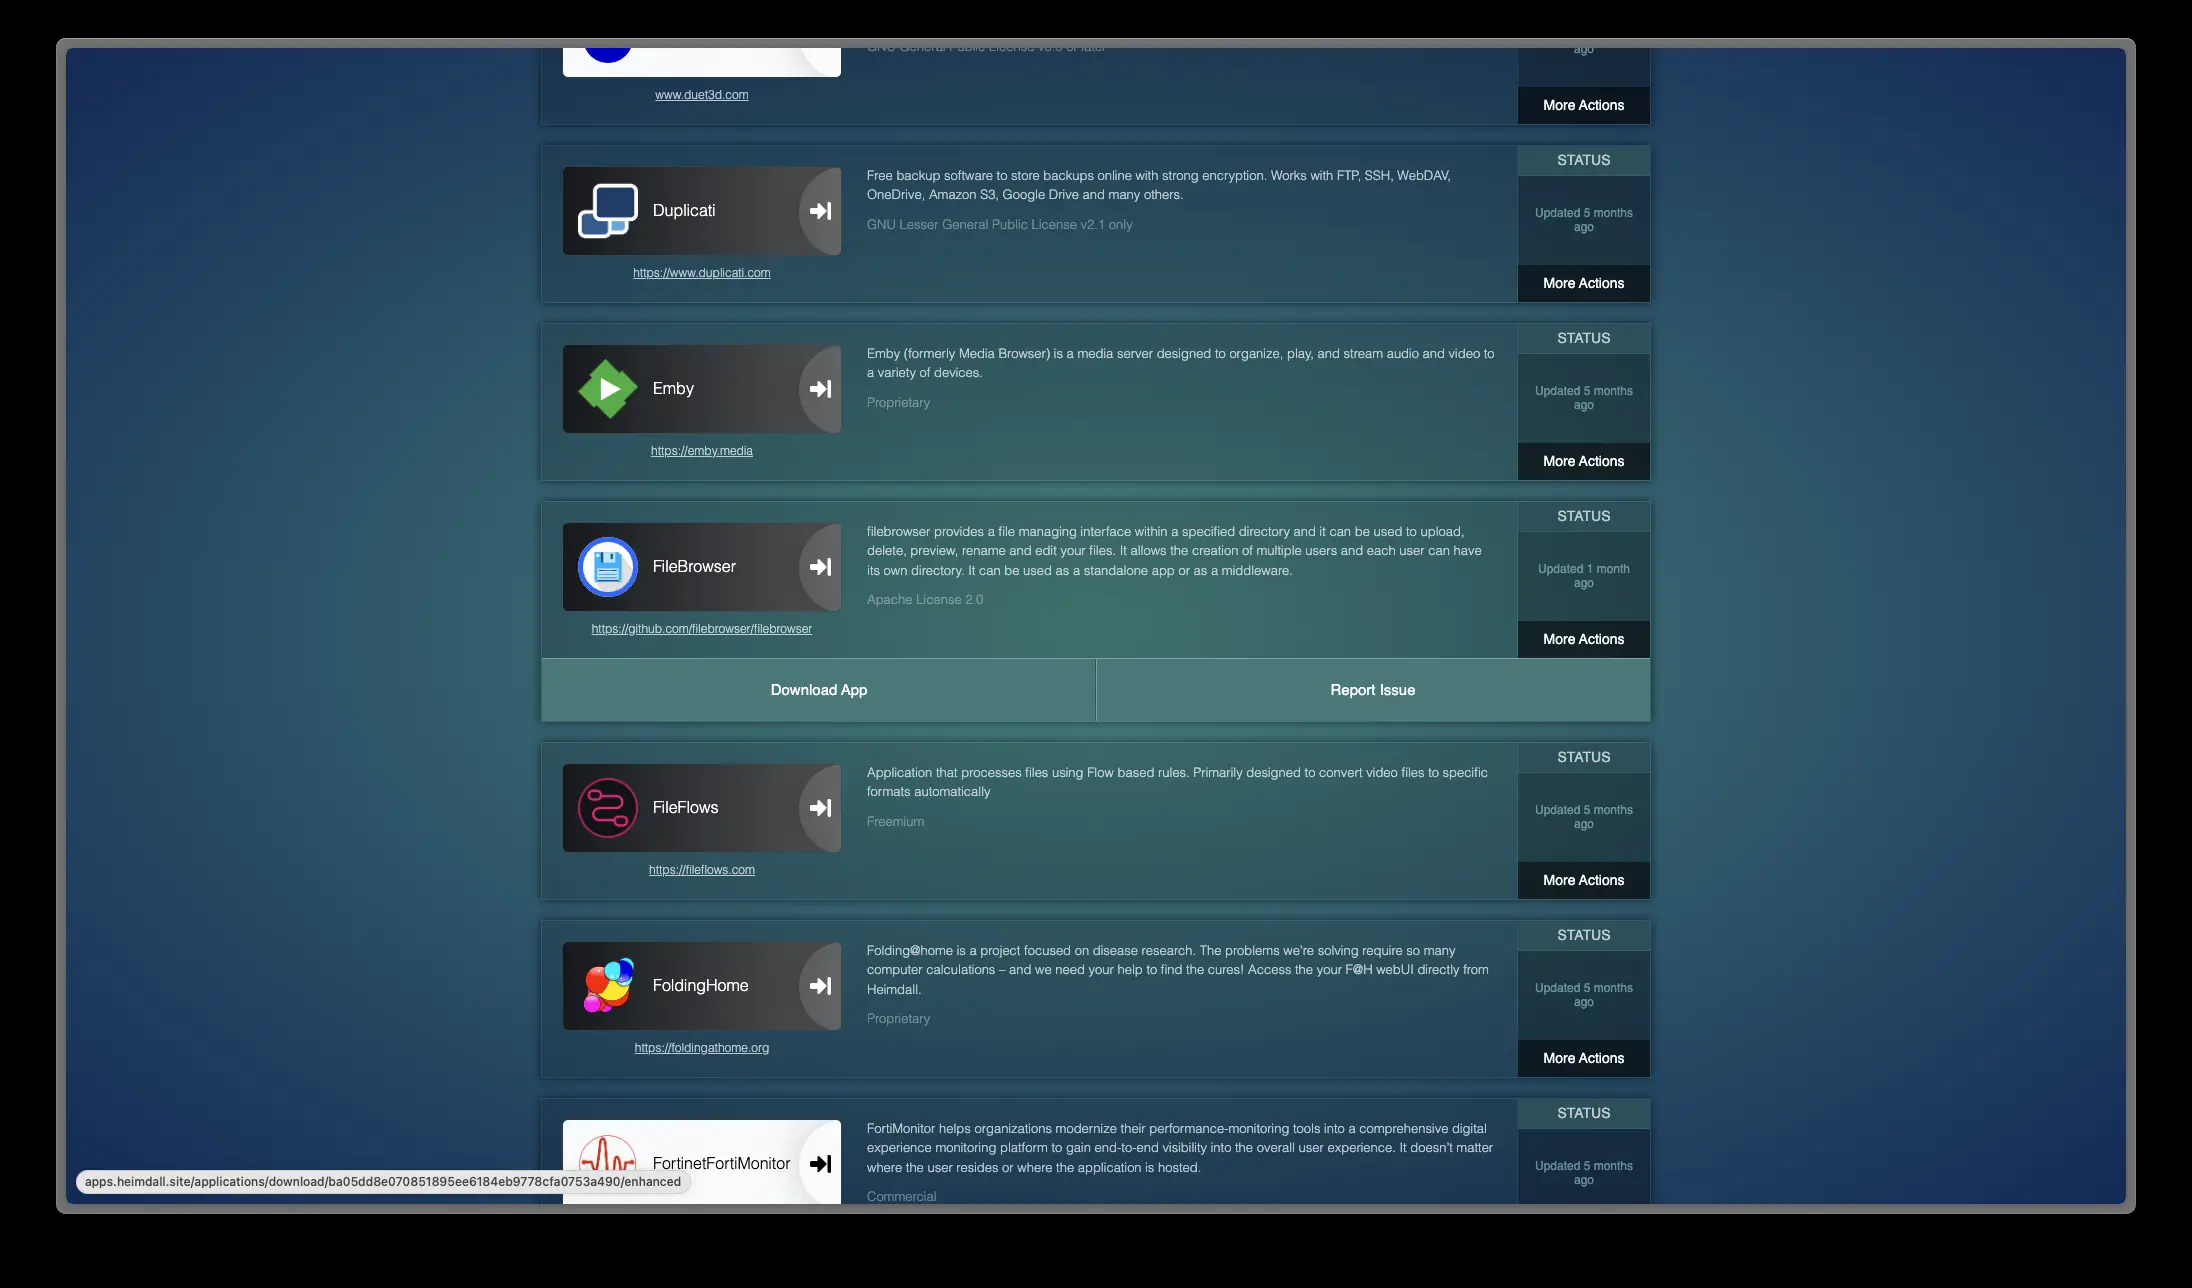 GNU General Public License v3.0 or later
ago
www.duet3d.com
More Actions
Duplicati
https://www.duplicati.com
Free backup software to store backups online with strong encryption. Works with FTP, SSH, WebDAV,
OneDrive, Amazon S3, Google Drive and many others.
GNU Lesser General Public License v2.1 only
STATUS
Updated 5 months
ago
More Actions
Emby
https://emby.media
Emby (formerly Media Browser) is a media server designed to organize, play, and stream audio and video to
a variety of devices.
Proprietary
STATUS
Updated 5 months
ago
More Actions
FileBrowser
https://github.com/filebrowser/filebrowser
filebrowser provides a file managing interface within a specified directory and it can be used to upload,
delete, preview, rename and edit your files. It allows the creation of multiple users and each user can have
its own directory. It can be used as a standalone app or as a middleware.
Apache License 2.0
STATUS
Updated 1 month
ago
More Actions
Download App
Report Issue
FileFlows
https://fileflows.com
Application that processes files using Flow based rules. Primarily designed to convert video files to specific
formats automatically
Freemium
STATUS
Updated 5 months
ago
More Actions
FoldingHome
https://foldingathome.org
Folding@home is a project focused on disease research. The problems we're solving require so many
computer calculations – and we need your help to find the cures! Access the your F@H webUI directly from
Heimdall.
Proprietary
STATUS
Updated 5 months
ago
More Actions
FortinetFortiMonitor
FortiMonitor helps organizations modernize their performance-monitoring tools into a comprehensive digital
experience monitoring platform to gain end-to-end visibility into the overall user experience. It doesn't matter
where the user resides or where the application is hosted.
Commercial
STATUS
Updated 5 months
ago
apps.heimdall.site/applications/download/ba05dd8e070851895ee6184eb9778cfa0753a490/enhanced